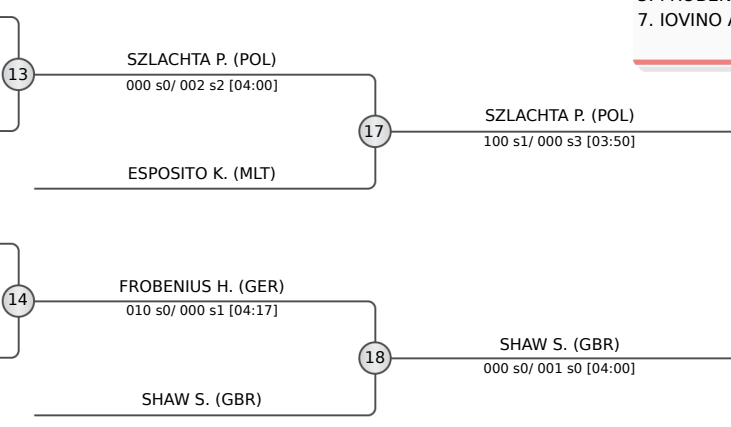 7. IOVINO A
13
SZLACHTA P. (POL)
000 s0/ 002 s2 [04:00]
17
SZLACHTA P. (POL)
100 s1/ 000 s3 [03:50]
ESPOSITO K. (MLT)
14
FROBENIUS H. (GER)
010 s0/ 000 s1 [04:17]
18
SHAW S. (GBR)
000 s0/ 001 s0 [04:00]
SHAW S. (GBR)